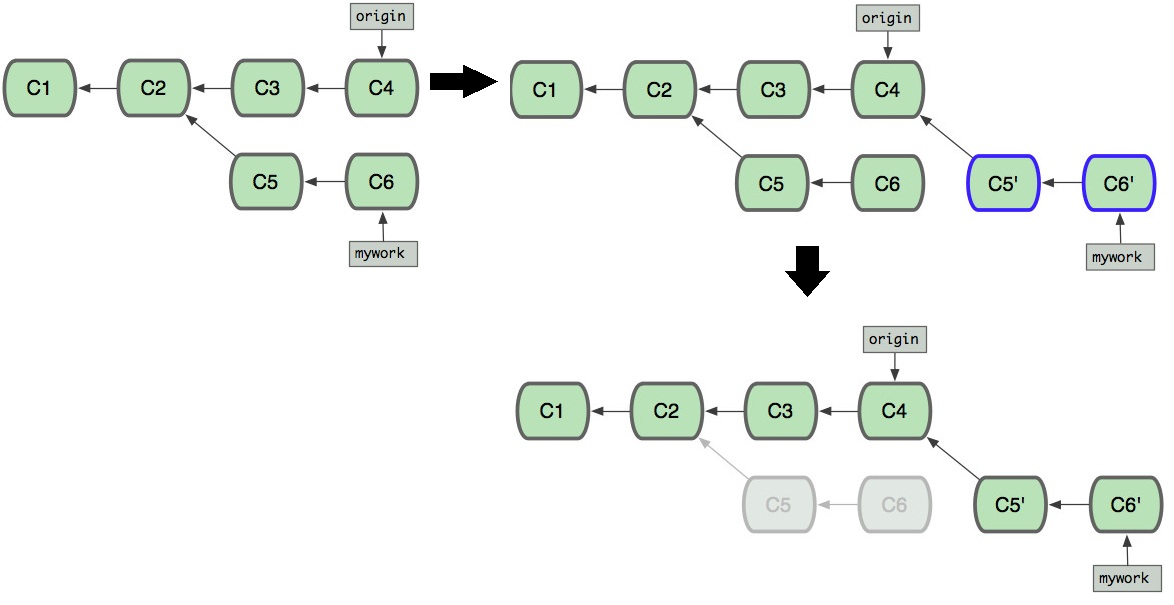 origin
C1 C2 C3 C4
C5 C6
mywork
origin
C1 C2 C3 C4
C5 C6 C5' C6'
mywork
origin
C1 C2 C3 C4
C5 C6 C5' C6'
mywork